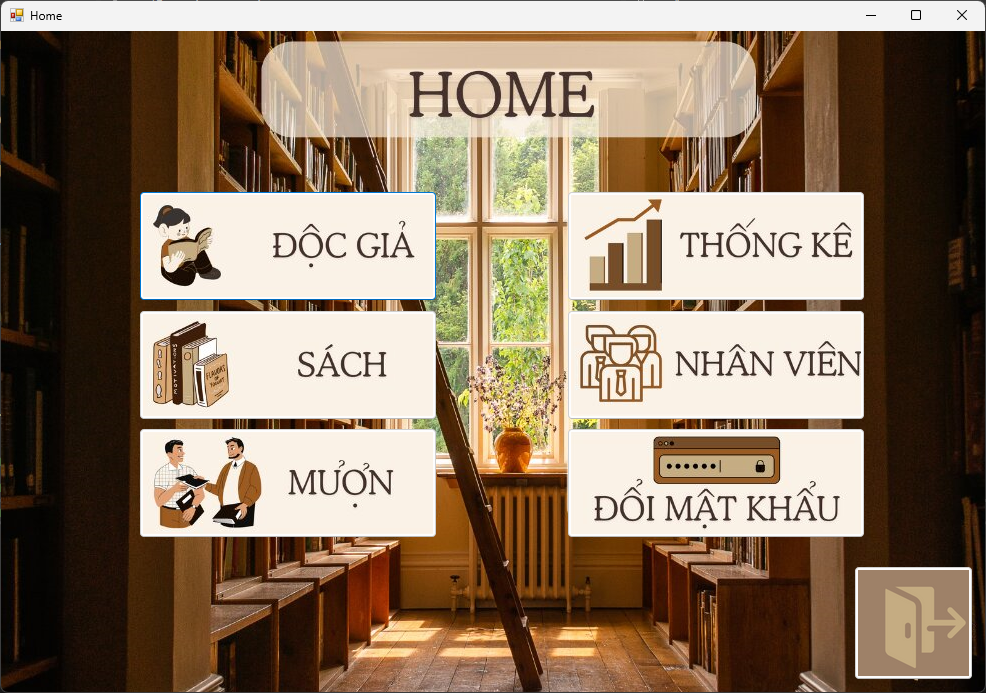 Home
HOME
ĐỘC GIẢ
THỐNG KÊ
SÁCH
NHÂN VIÊN
MƯỢN
ĐỔI MẬT KHẨU